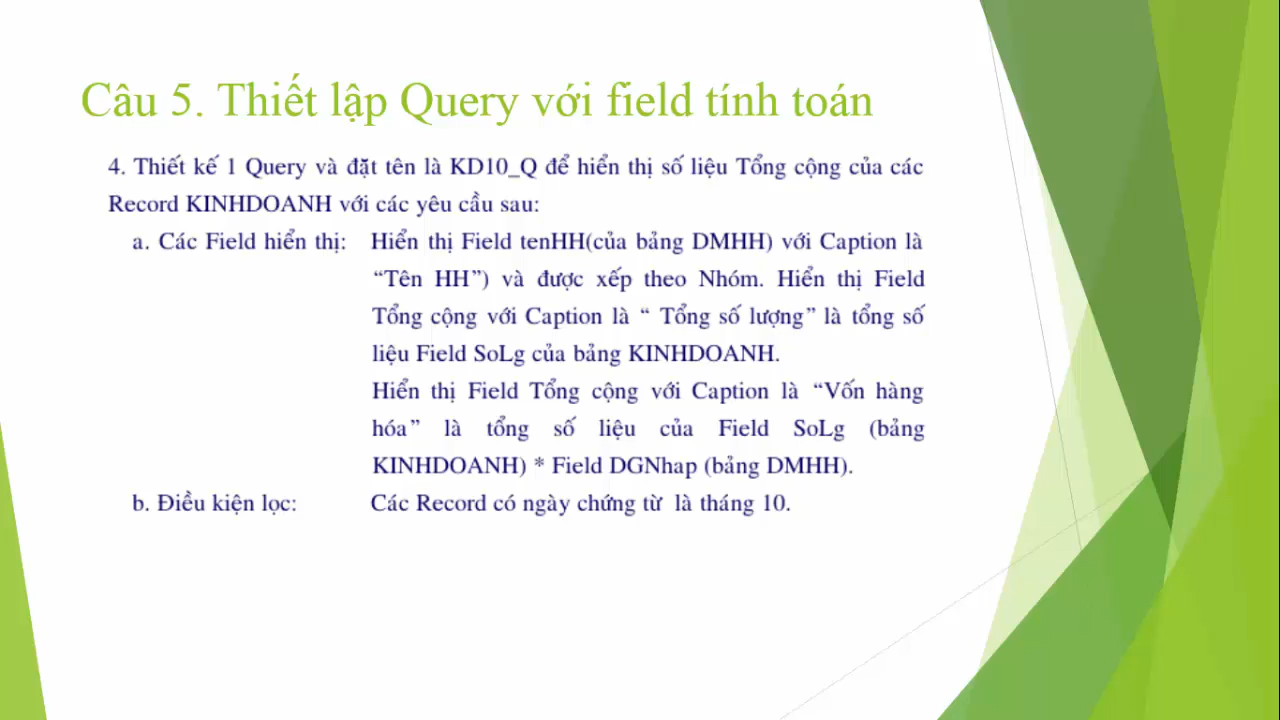 Câu 5. Thiết lập Query với field tính toán
4. Thiết kế 1 Query và đặt tên là KD10_Q để hiển thị số liệu Tổng cộng của các
Record KINHDOANH với các yêu cầu sau:
a. Các Field hiển thị: Hiển thị Field tenHH(của bảng DMHH) với Caption là
“Tên HH”) và được xếp theo Nhóm. Hiển thị Field
Tổng cộng với Caption là “ Tổng số lượng” là tổng số
liệu Field SoLg của bảng KINHDOANH.
Hiển thị Field Tổng cộng với Caption là “Vốn hàng
hóa” là tổng số liệu của Field SoLg (bảng
KINHDOANH) * Field DGNhap (bảng DMHH).
b. Điều kiện lọc: Các Record có ngày chứng từ là tháng 10.